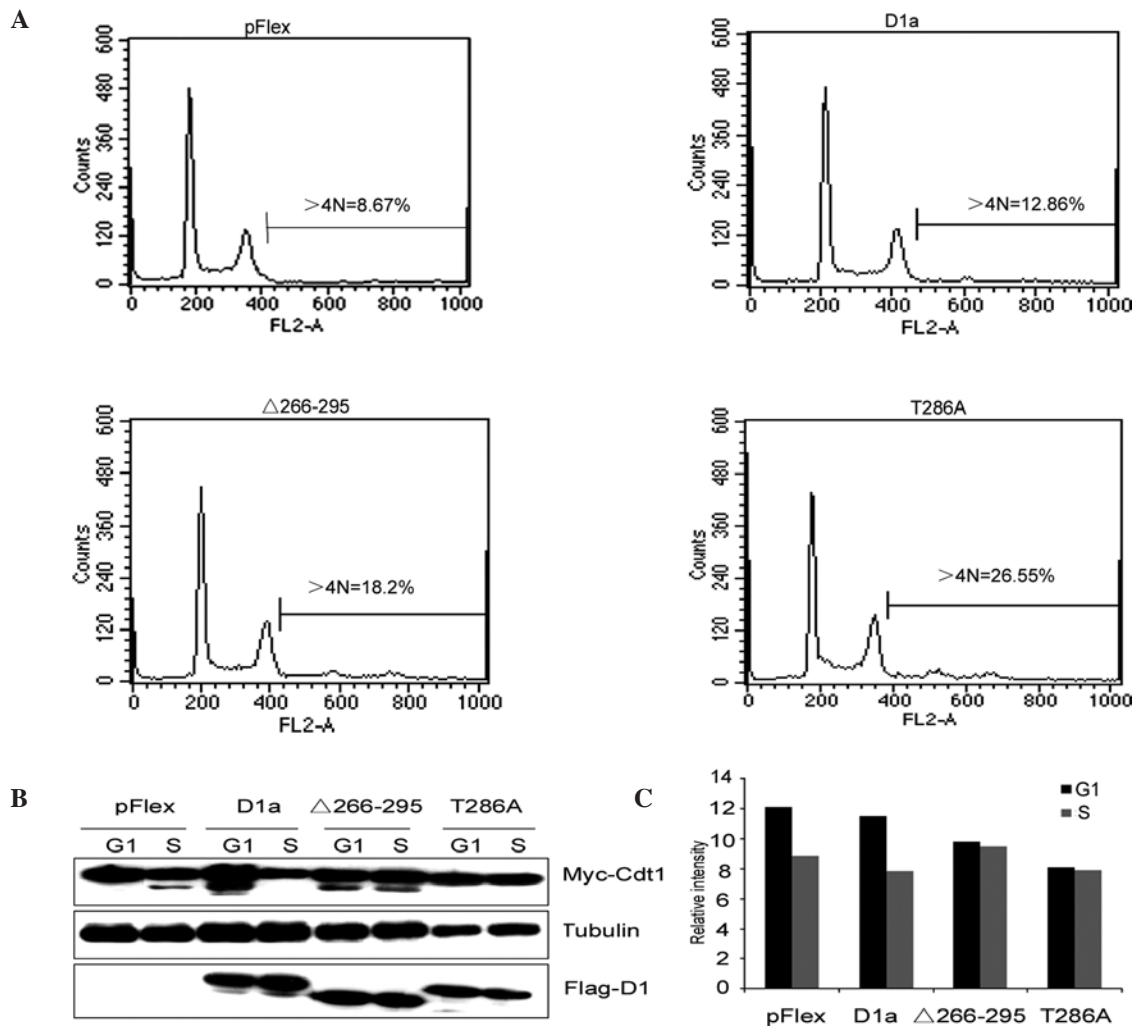 A
pFlex
600
480
360
240
120
0
Counts
>4N=8.67%
0 200 400 600 800 1000
FL2-A
D1a
600
480
360
240
120
0
Counts
>4N=12.86%
0 200 400 600 800 1000
FL2-A
△266-295
600
480
360
240
120
0
Counts
>4N=18.2%
0 200 400 600 800 1000
FL2-A
T286A
600
480
360
240
120
0
Counts
>4N=26.55%
0 200 400 600 800 1000
FL2-A
B
pFlex D1a △266-295 T286A
G1 S G1 S G1 S G1 S
Myc-Cdt1
Tubulin
Flag-D1
C
Relative intensity
14
12
10
8
6
4
2
0
G1
S
pFlex D1a △266-295 T286A